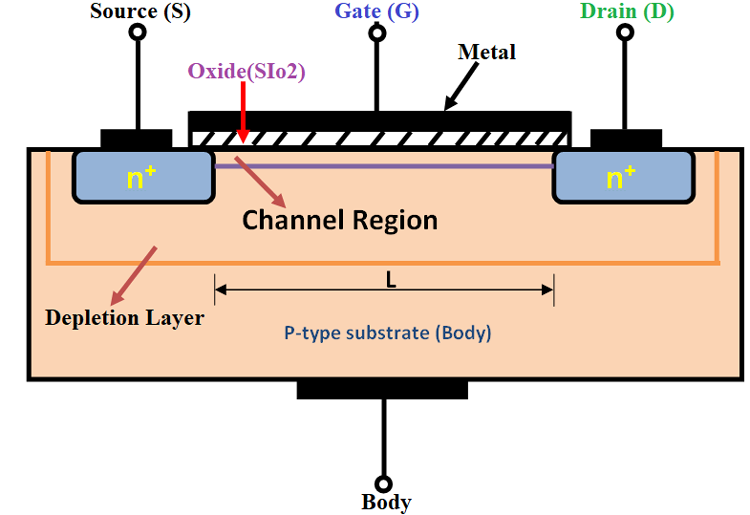 Source (S)
Gate (G)
Drain (D)
Metal
Oxide(SIo2)
n+
n+
Channel Region
L
Depletion Layer
P-type substrate (Body)
Body